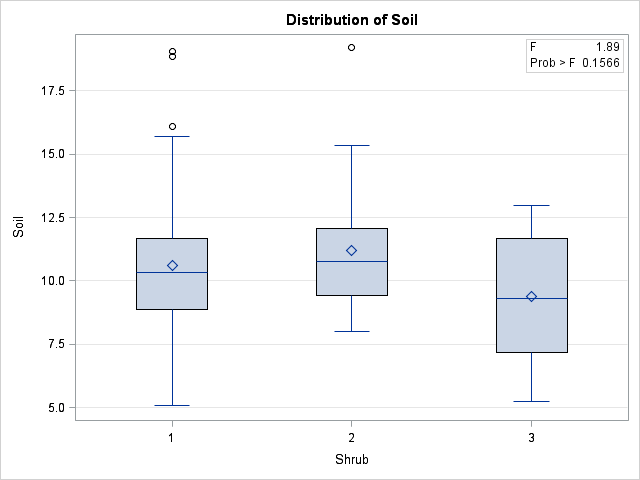 Distribution of Soil
F 1.89
Prob > F 0.1566
17.5
15.0
12.5
10.0
7.5
5.0
Soil
1 2 3
Shrub